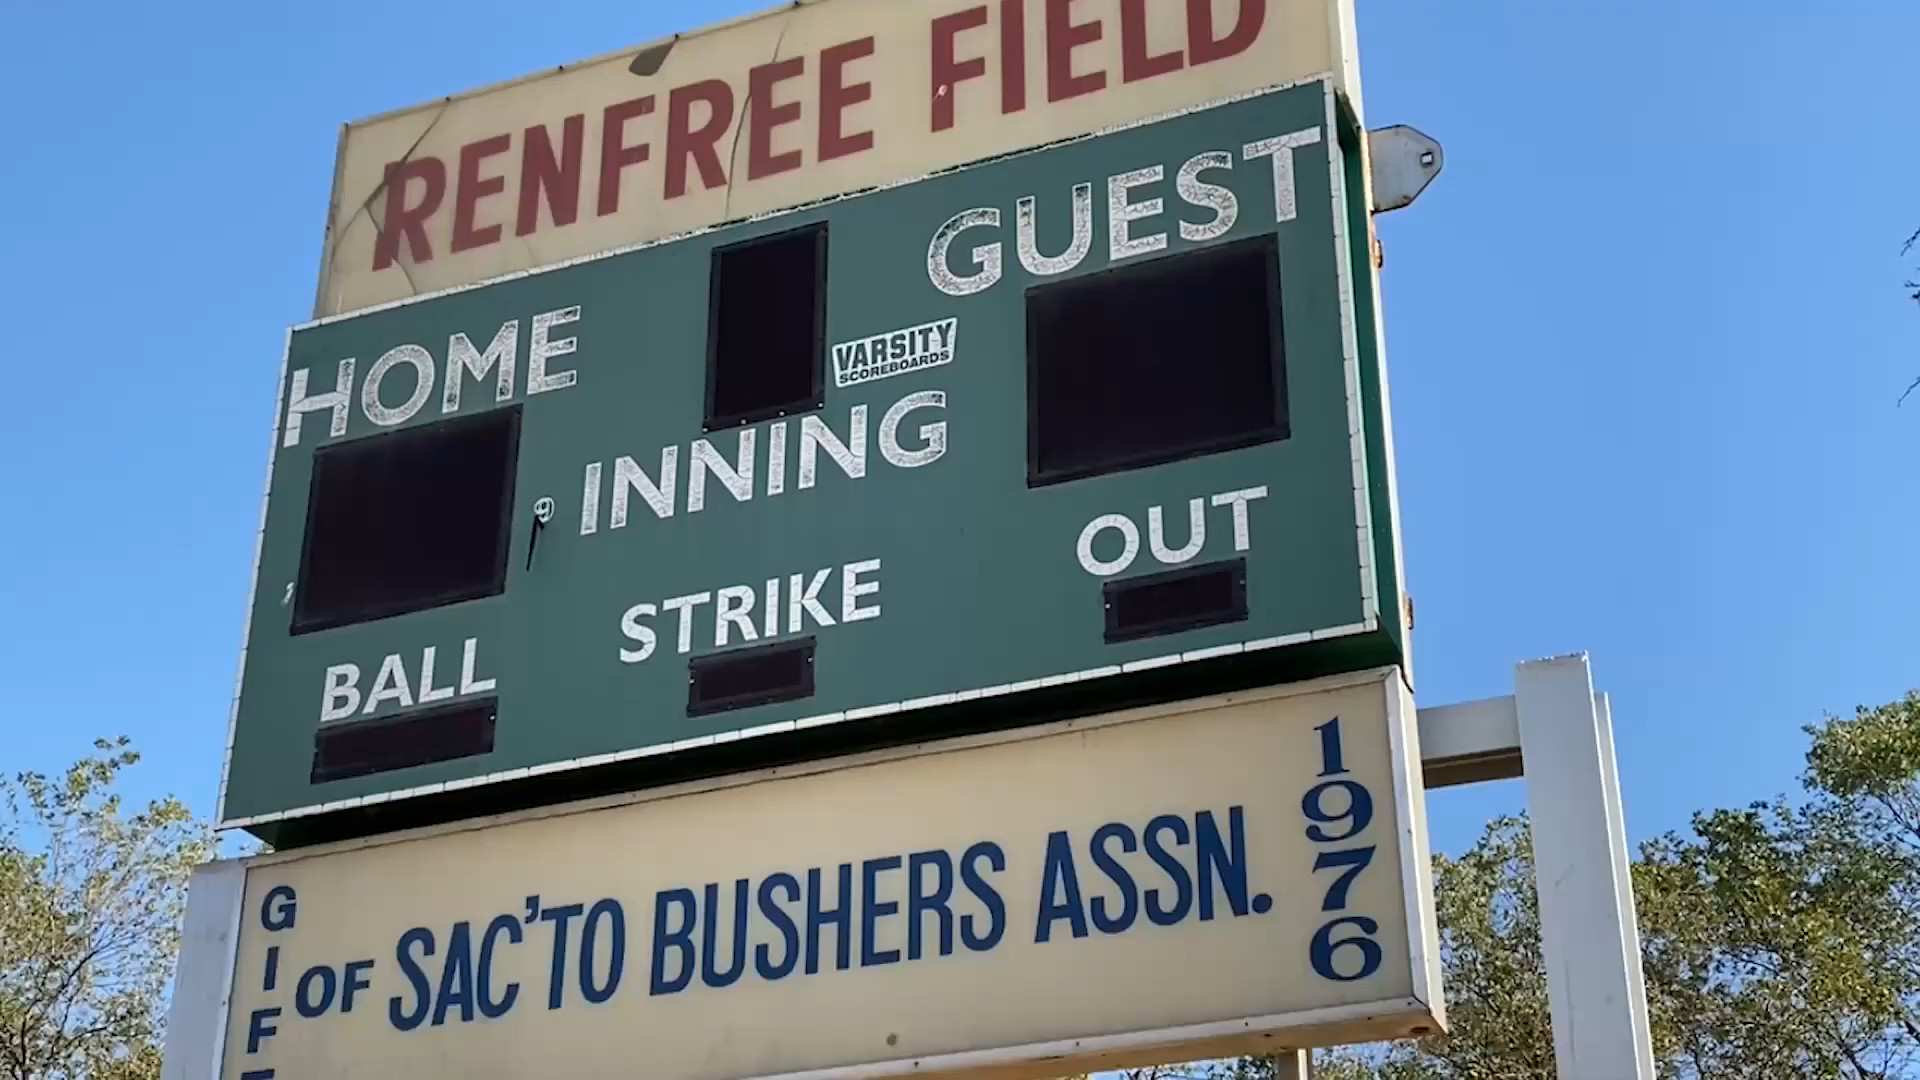 RENFREE FIELD
HOME
GUEST
VARSITY
SCOREBOARDS
INNING
BALL
STRIKE
OUT
GIFT
OF SAC'TO BUSHERS ASSN.
1976